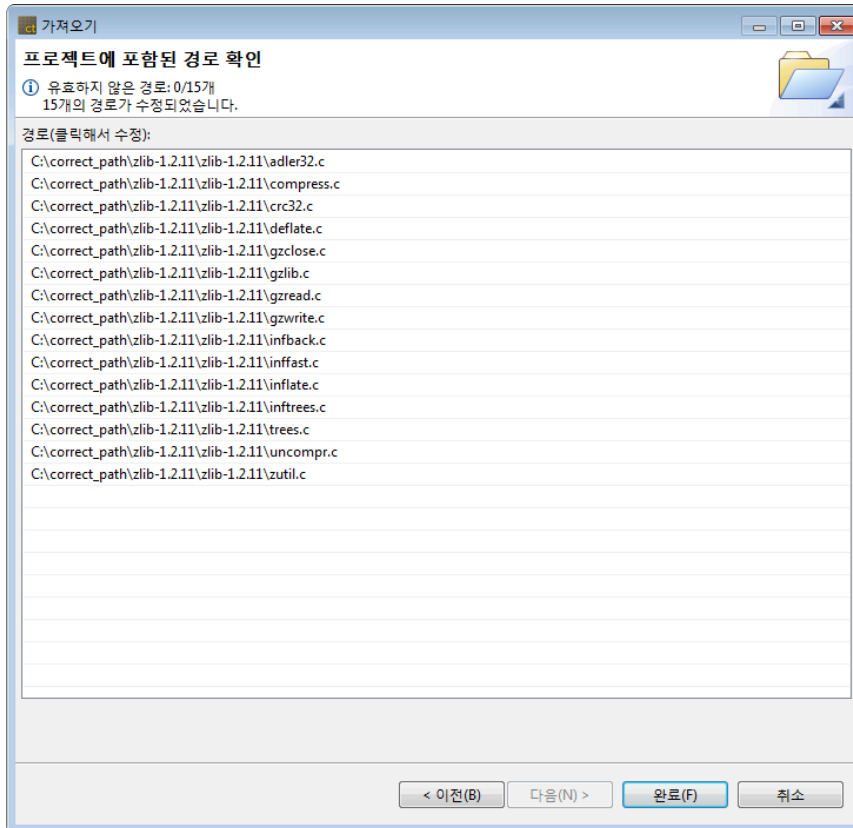 ct 가져오기
프로젝트에 포함된 경로 확인
유효하지 않은 경로: 0/15개
15개의 경로가 수정되었습니다.
경로(클릭해서 수정):
C:\correct_path\zlib-1.2.11\zlib-1.2.11\adler32.c
C:\correct_path\zlib-1.2.11\zlib-1.2.11\compress.c
C:\correct_path\zlib-1.2.11\zlib-1.2.11\crc32.c
C:\correct_path\zlib-1.2.11\zlib-1.2.11\deflate.c
C:\correct_path\zlib-1.2.11\zlib-1.2.11\gzclose.c
C:\correct_path\zlib-1.2.11\zlib-1.2.11\gzlib.c
C:\correct_path\zlib-1.2.11\zlib-1.2.11\gzread.c
C:\correct_path\zlib-1.2.11\zlib-1.2.11\gzwrite.c
C:\correct_path\zlib-1.2.11\zlib-1.2.11\infback.c
C:\correct_path\zlib-1.2.11\zlib-1.2.11\inffast.c
C:\correct_path\zlib-1.2.11\zlib-1.2.11\inflate.c
C:\correct_path\zlib-1.2.11\zlib-1.2.11\inftrees.c
C:\correct_path\zlib-1.2.11\zlib-1.2.11\trees.c
C:\correct_path\zlib-1.2.11\zlib-1.2.11\uncompr.c
C:\correct_path\zlib-1.2.11\zlib-1.2.11\zutil.c
< 이전(B) 다음(N) > 완료(F) 취소